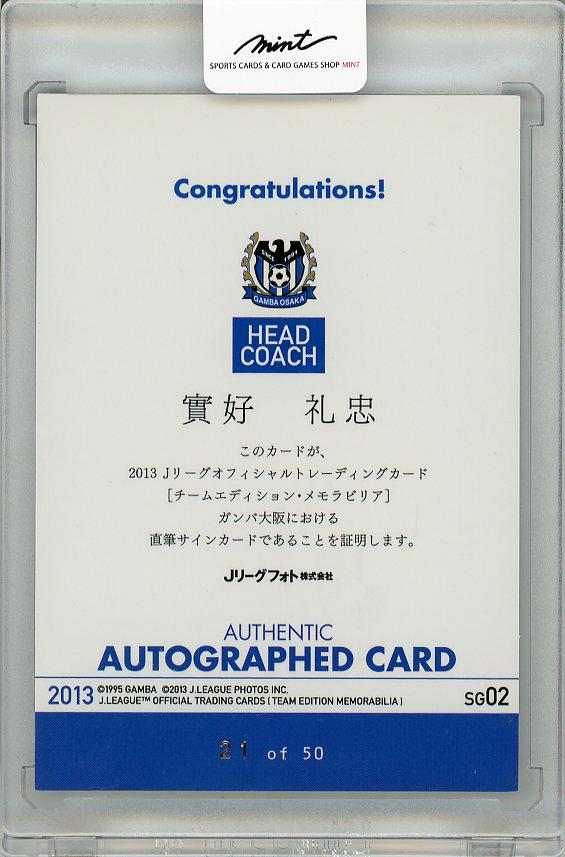 mint
SPORTS CARDS & CARD GAMES SHOP MINT
Congratulations!
GAMBA OSAKA
HEAD
COACH
實好 礼忠
このカードが、
2013 Jリーグオフィシャルトレーディングカード
[チームエディション・メモラビリア]
ガンバ大阪における
直筆サインカードであることを証明します。
Jリーグフォト株式会社
AUTHENTIC
AUTOGRAPHED CARD
2013 ©1995 GAMBA ©2013 J.LEAGUE PHOTOS INC.
J.LEAGUE™ OFFICIAL TRADING CARDS [ TEAM EDITION MEMORABILIA ]
SG02
21 of 50